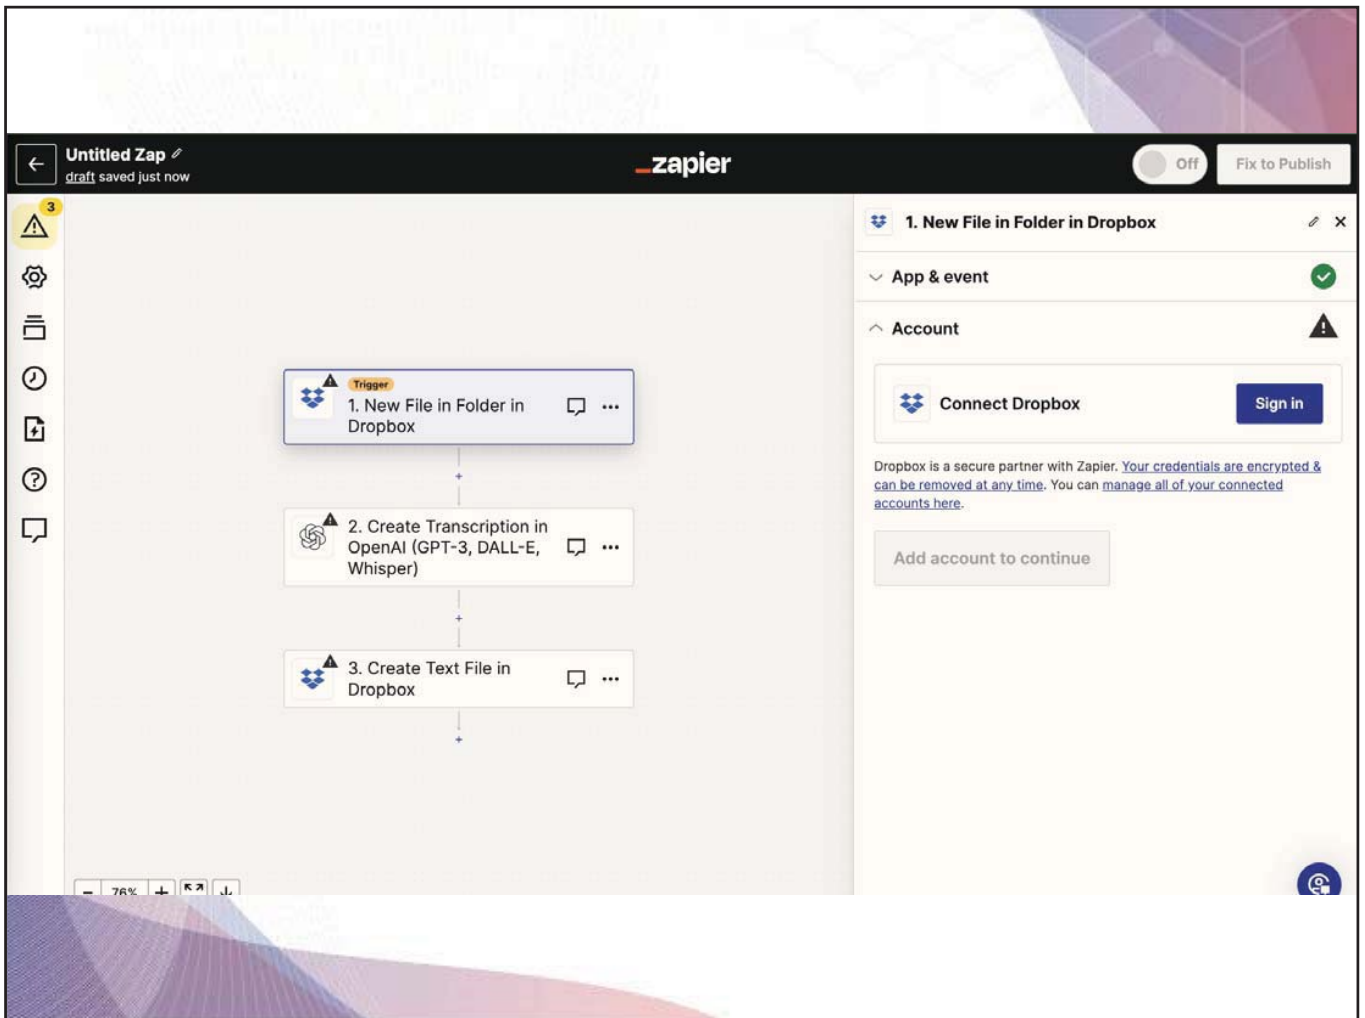 Untitled Zap
draft saved just now
_zapier
Off
Fix to Publish
3
Trigger
1. New File in Folder in
Dropbox
2. Create Transcription in
OpenAI (GPT-3, DALL-E,
Whisper)
3. Create Text File in
Dropbox
76%
1. New File in Folder in Dropbox
App & event
Account
Connect Dropbox
Sign in
Dropbox is a secure partner with Zapier. Your credentials are encrypted &
can be removed at any time. You can manage all of your connected
accounts here.
Add account to continue